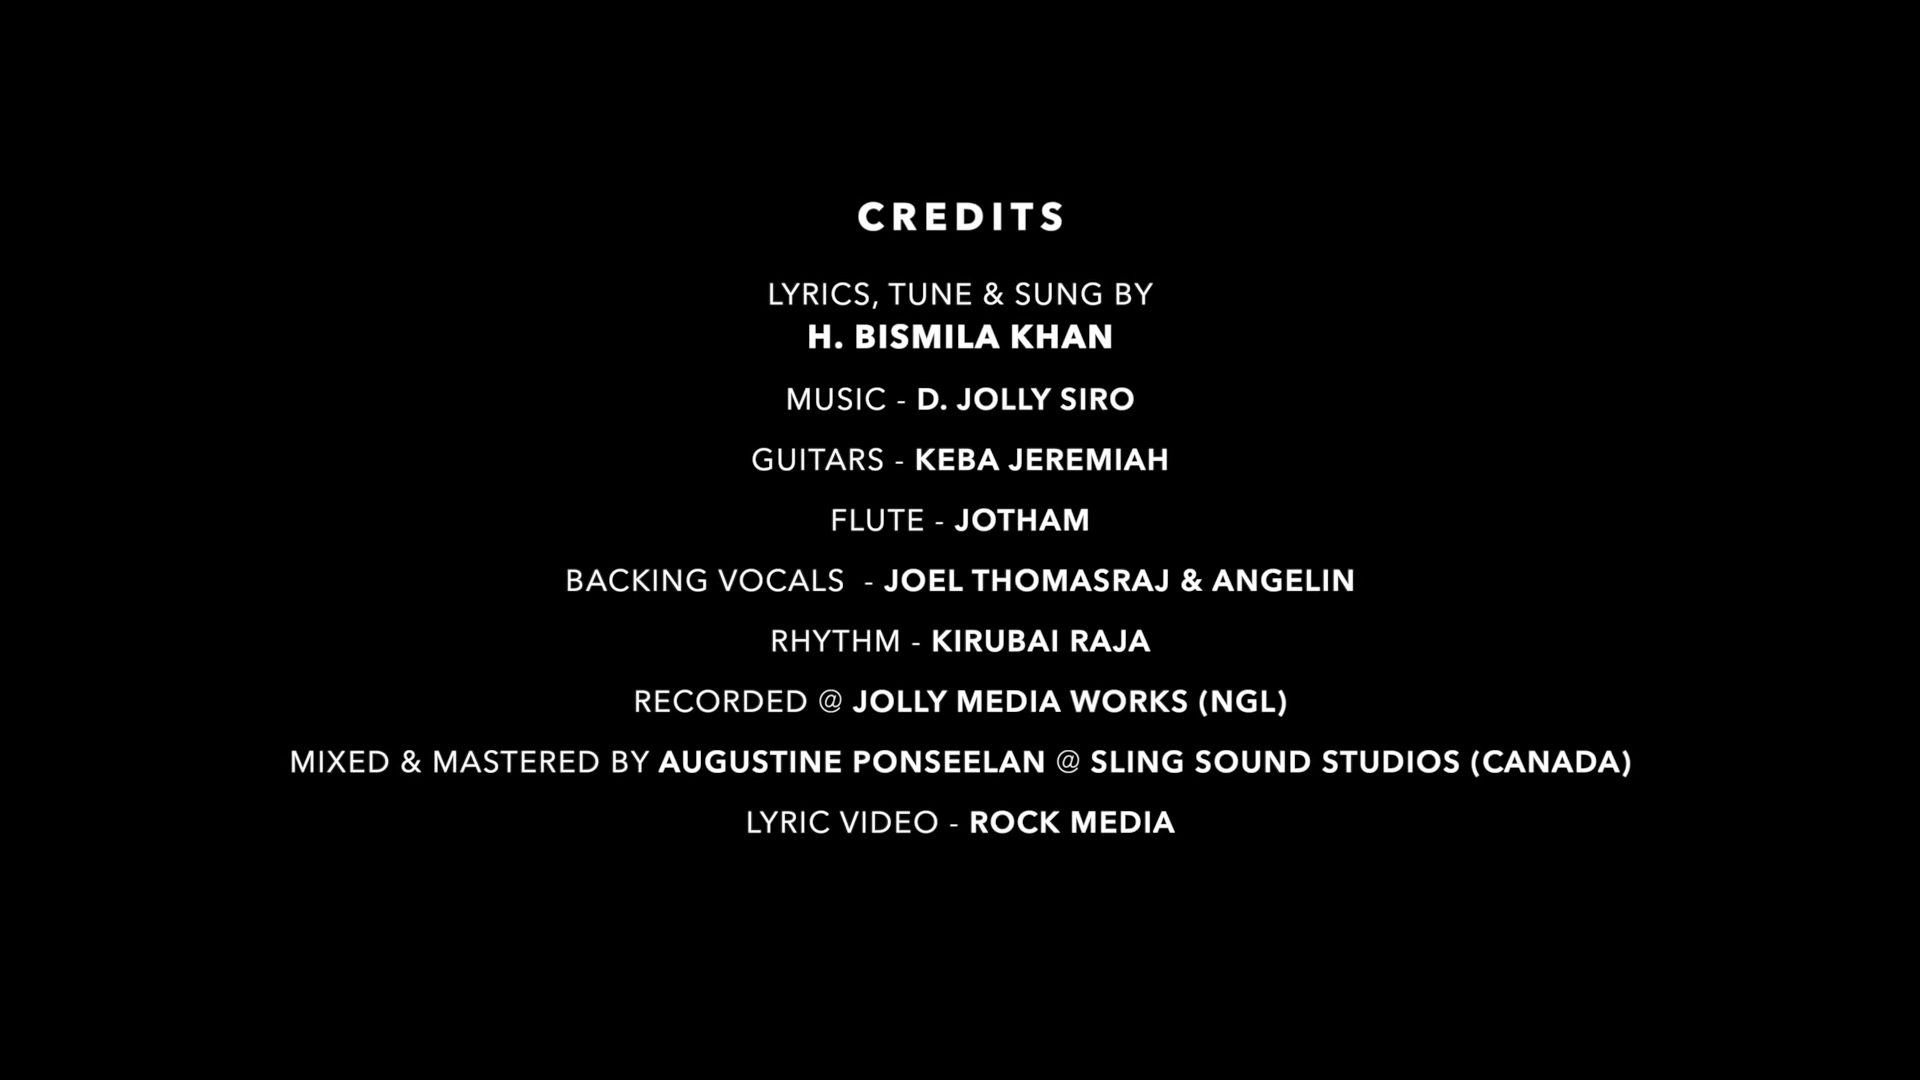 CREDITS
LYRICS, TUNE & SUNG BY
H. BISMILA KHAN
MUSIC - D. JOLLY SIRO
GUITARS - KEBA JEREMIAH
FLUTE - JOTHAM
BACKING VOCALS - JOEL THOMASRAJ & ANGELIN
RHYTHM - KIRUBAI RAJA
RECORDED @ JOLLY MEDIA WORKS (NGL)
MIXED & MASTERED BY AUGUSTINE PONSEELAN @ SLING SOUND STUDIOS (CANADA)
LYRIC VIDEO - ROCK MEDIA